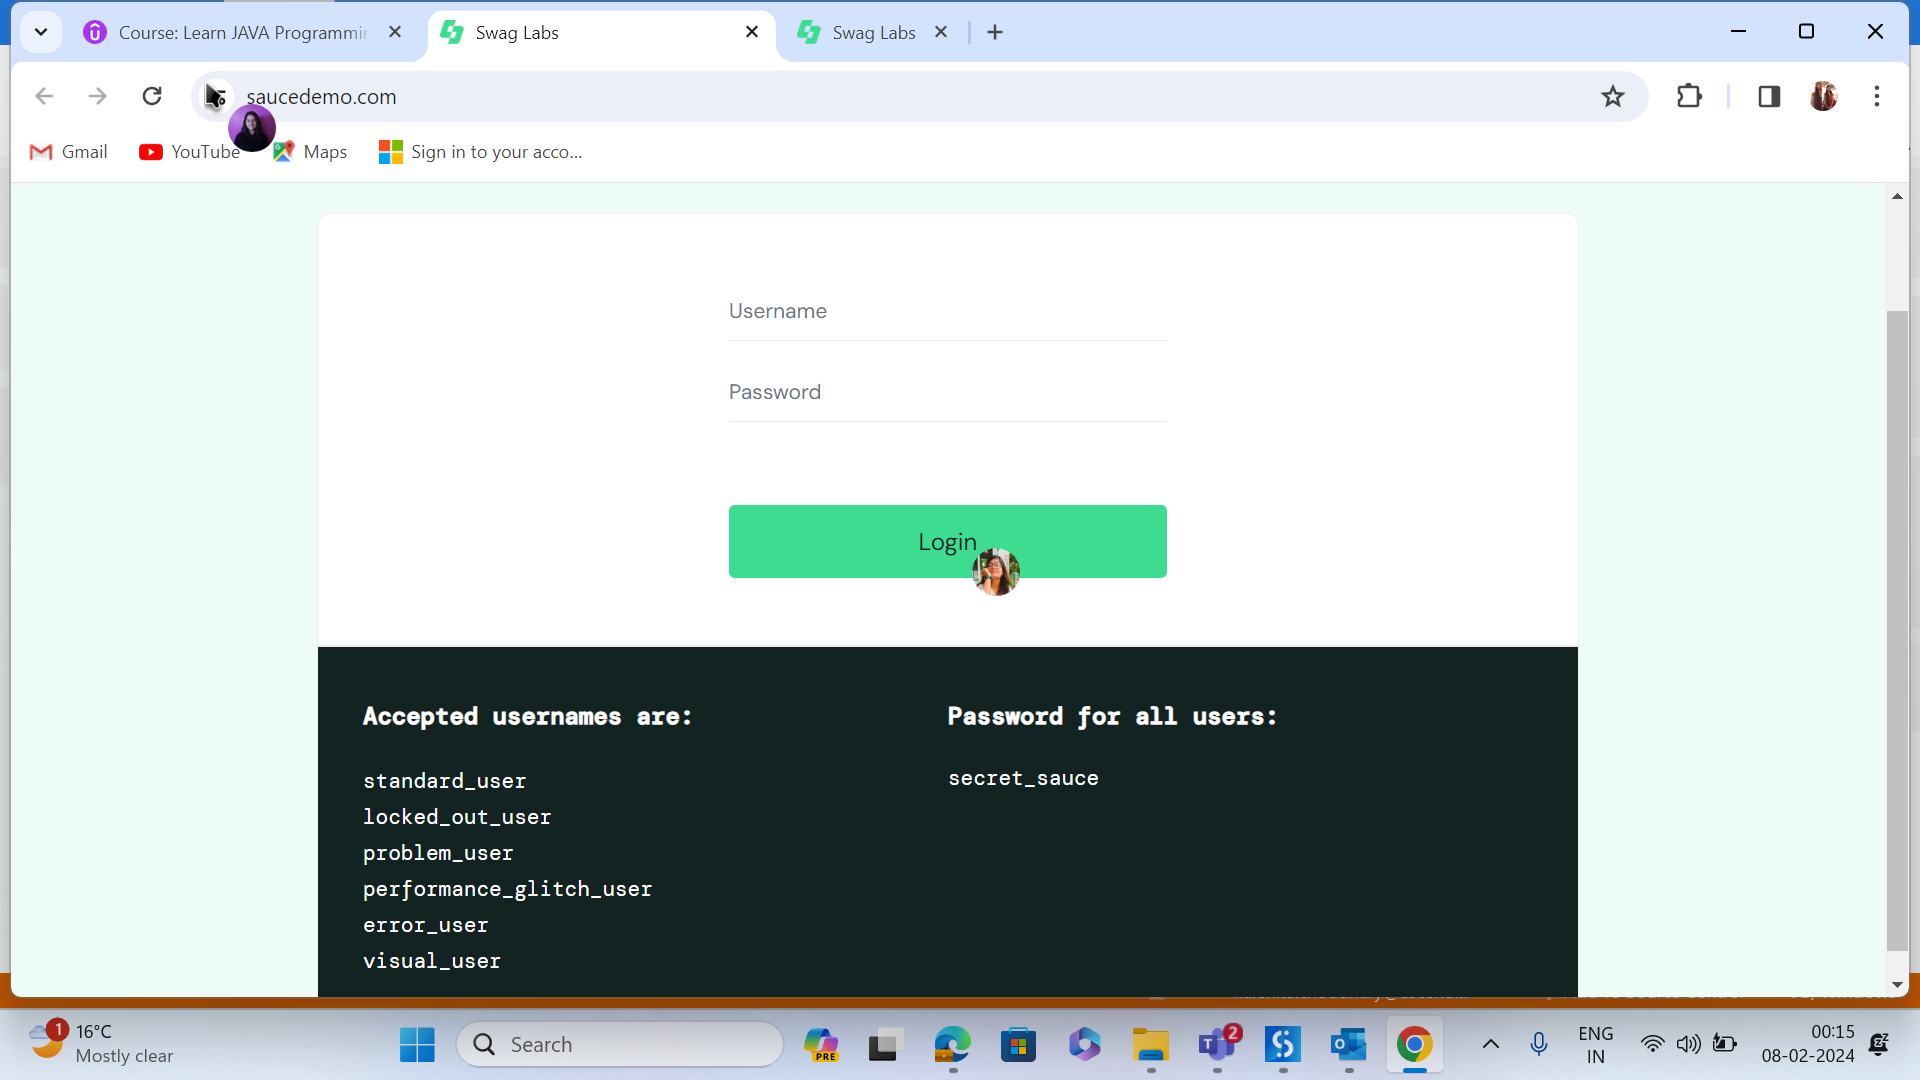 Course: Learn JAVA Programmin
Swag Labs
Swag Labs
saucedemo.com
Gmail
YouTube
Maps
Sign in to your acco...
Username
Password
Login
Accepted usernames are:
standard_user
locked_out_user
problem_user
performance_glitch_user
error_user
visual_user
Password for all users:
secret_sauce
1
16°C
Mostly clear
Search
PRE
2
ENG
IN
00:15
08-02-2024